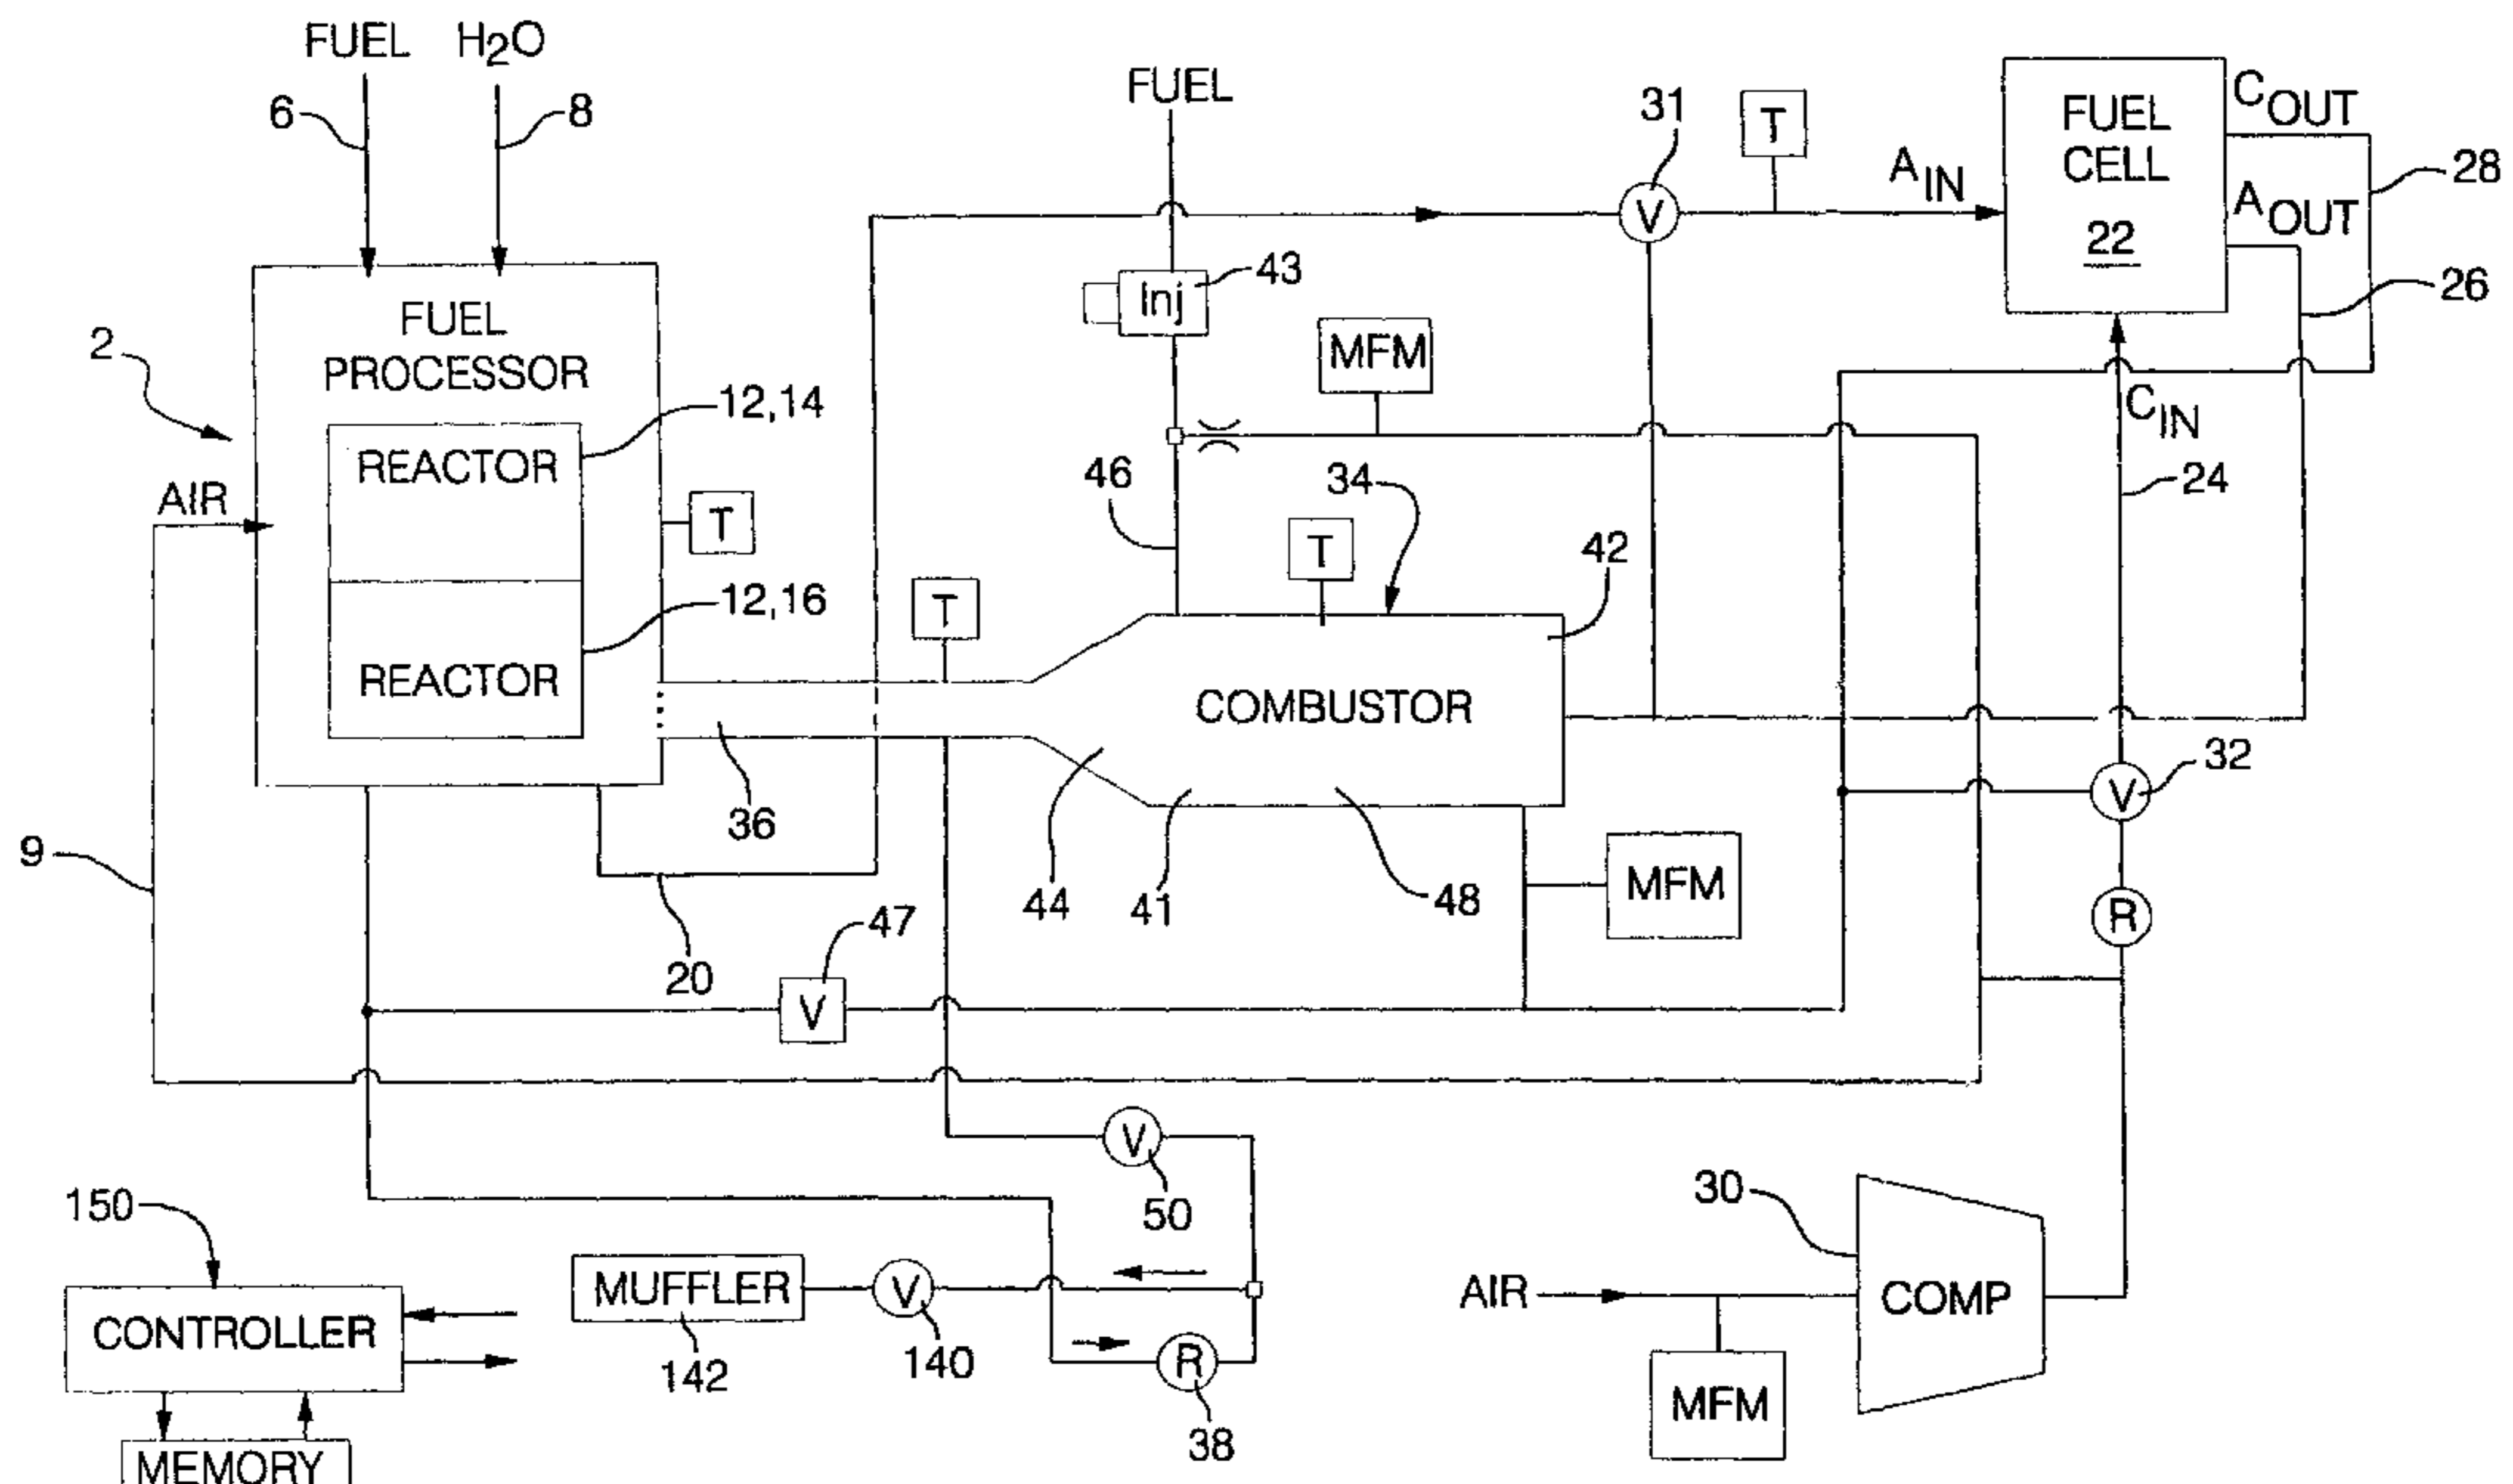 FUEL
H2O
6
8
FUEL
31
T
FUEL
CELL
22
COUT
AOUT
AIN
28
26
43
Inj
MFM
FUEL
PROCESSOR
2
12,14
REACTOR
AIR
T
CIN
24
46
34
T
42
T
12,16
REACTOR
COMBUSTOR
32
V
V
36
9
44
41
48
MFM
R
47
20
V
V
50
150
30
MUFFLER
V
AIR
COMP
CONTROLLER
142
140
R
38
MFM
MEMORY